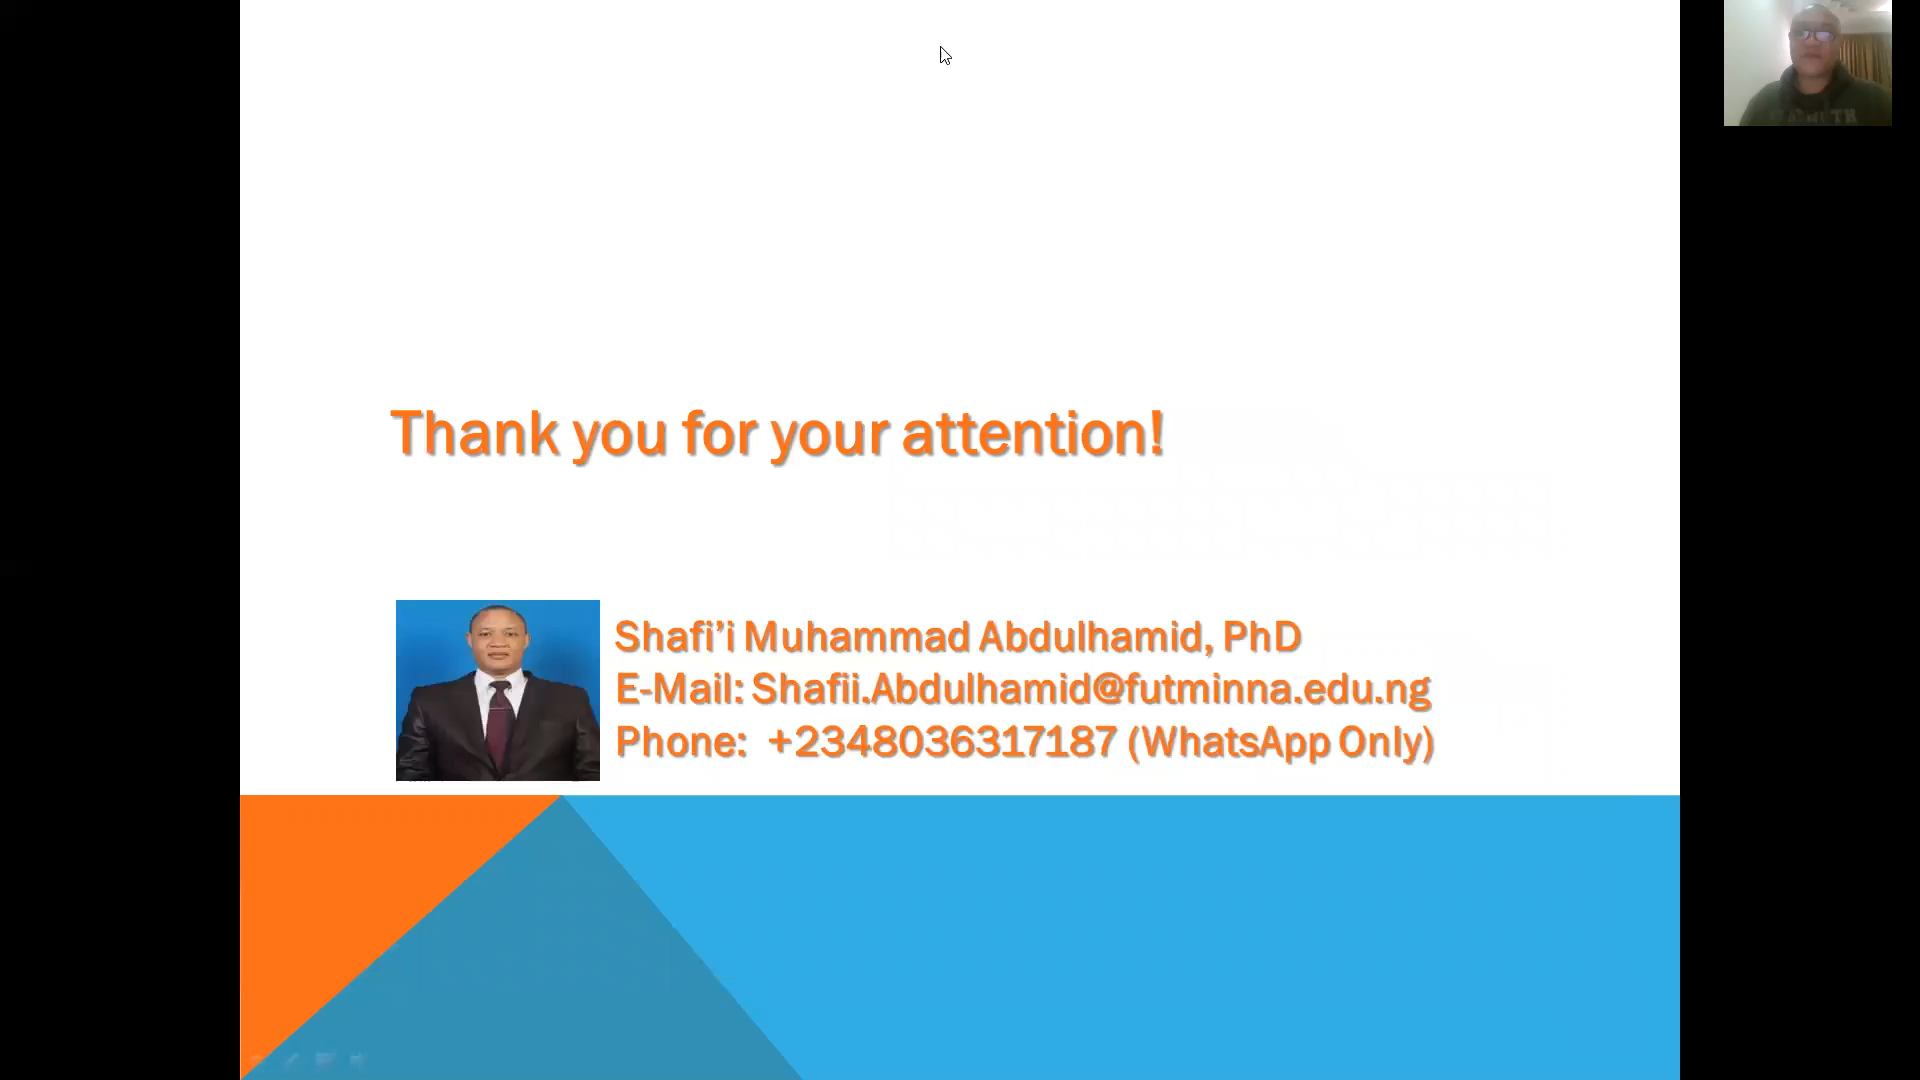 Thank you for your attention!
Shafi’i Muhammad Abdulhamid, PhD
E-Mail: Shafii.Abdulhamid@futminna.edu.ng
Phone: +2348036317187 (WhatsApp Only)